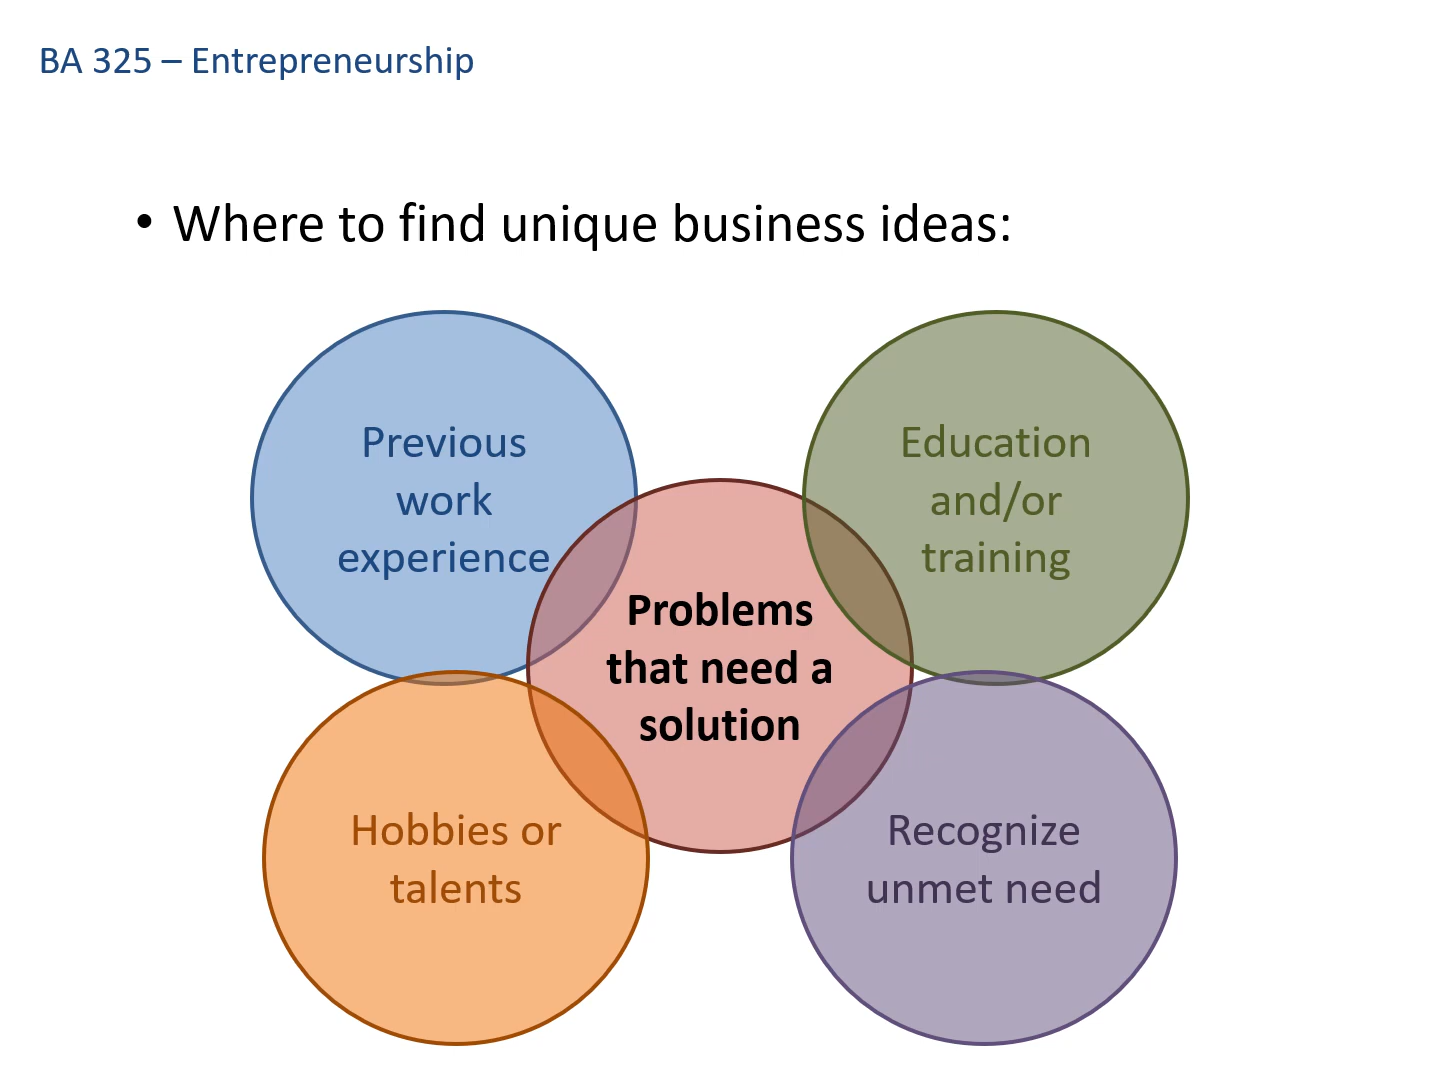 BA 325 – Entrepreneurship
• Where to find unique business ideas:
Previous
work
experience
Education
and/or
training
Problems
that need a
solution
Hobbies or
talents
Recognize
unmet need